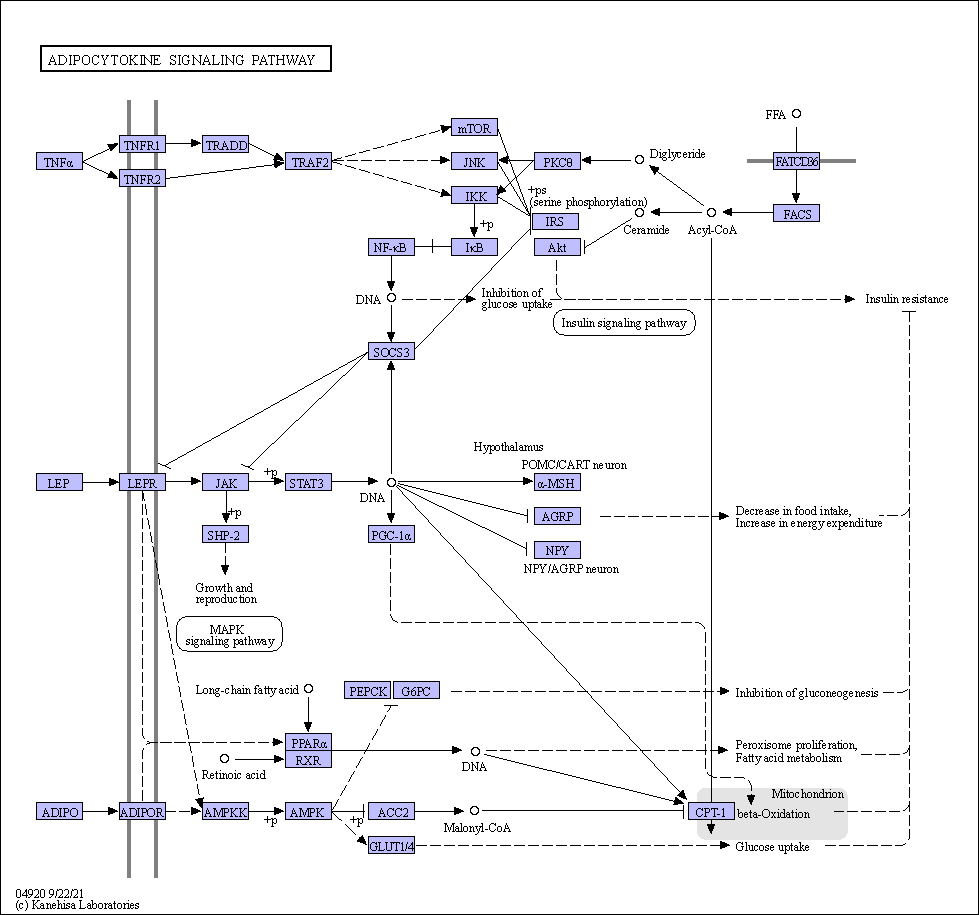 ADIPOCYTOKINE SIGNALING PATHWAY
FFA
TNFα
TNFR1
TNFR2
TRADD
TRAF2
mTOR
JNK
IKK
PKCθ
Diglyceride
FATCD36
+ps
(serine phosphorylation)
IRS
Akt
Ceramide
Acyl-CoA
FACS
+p
NF-κB
IκB
DNA
Inhibition of
glucose uptake
Insulin resistance
Insulin signaling pathway
SOCS3
Hypothalamus
POMC/CART neuron
LEP
LEPR
JAK
+p
STAT3
DNA
α-MSH
+p
SHP-2
PGC-1α
AGRP
Decrease in food intake,
Increase in energy expenditure
NPY
NPY/AGRP neuron
Growth and
reproduction
MAPK
signaling pathway
Long-chain fatty acid
PEPCK
G6PC
Inhibition of gluconeogenesis
PPARα
RXR
Retinoic acid
DNA
Peroxisome proliferation,
Fatty acid metabolism
Mitochondrion
ADIPO
ADIPOR
AMPKK
+p
AMPK
+p
ACC2
Malonyl-CoA
CPT-1
beta-Oxidation
GLUT1/4
Glucose uptake
04920 9/22/21
(c) Kanehisa Laboratories